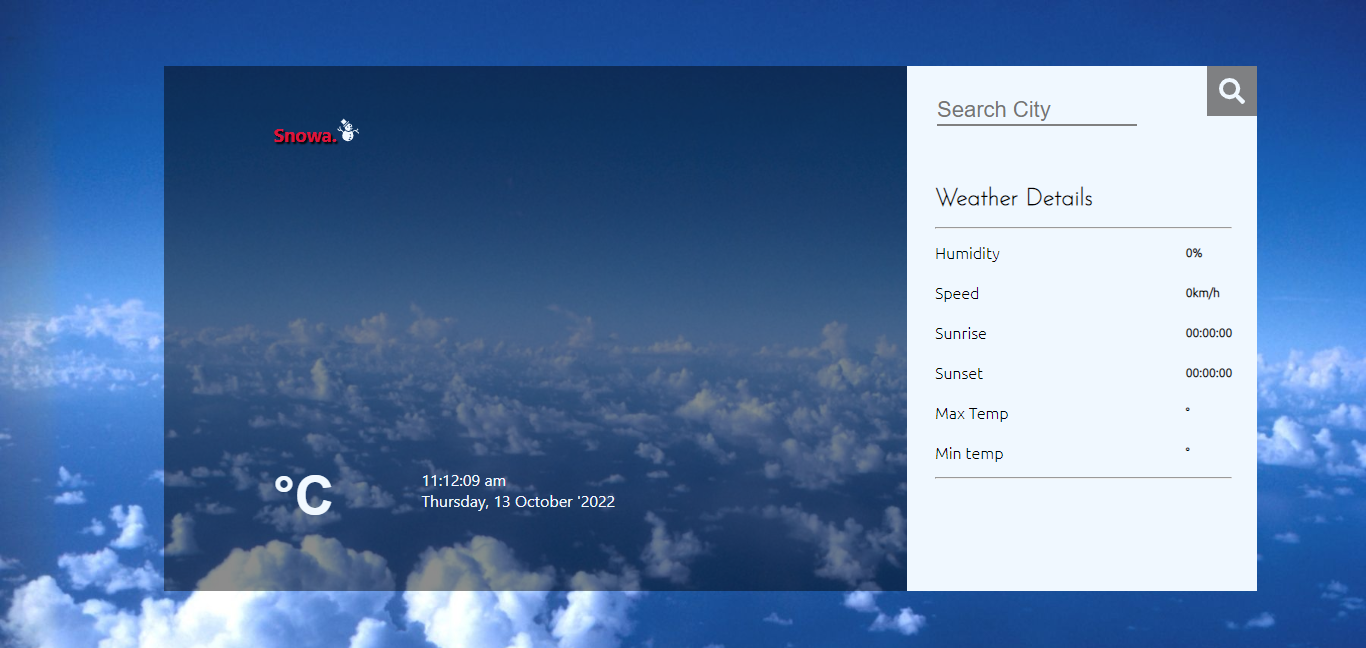 Snowa.
°C
11:12:09 am
Thursday, 13 October '2022
Search City
Weather Details
Humidity 0%
Speed 0km/h
Sunrise 00:00:00
Sunset 00:00:00
Max Temp °
Min temp °